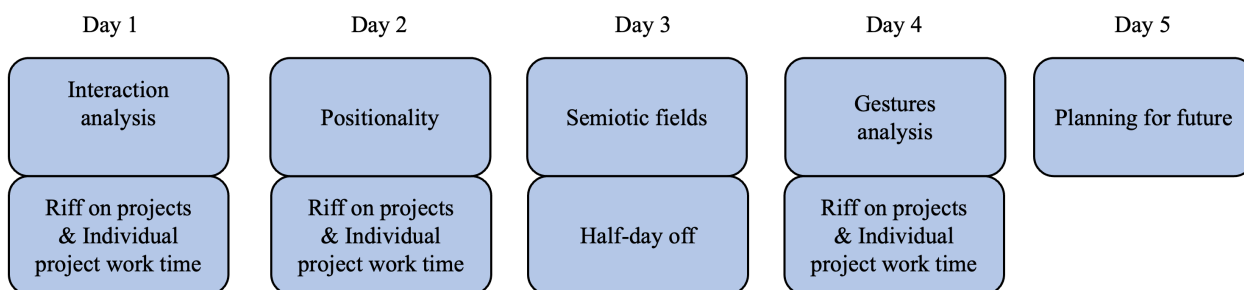 Day 1
Day 2
Day 3
Day 4
Day 5
Interaction
analysis
Positionality
Semiotic fields
Gestures
analysis
Planning for future
Riff on projects
& Individual
project work time
Riff on projects
& Individual
project work time
Half-day off
Riff on projects
& Individual
project work time